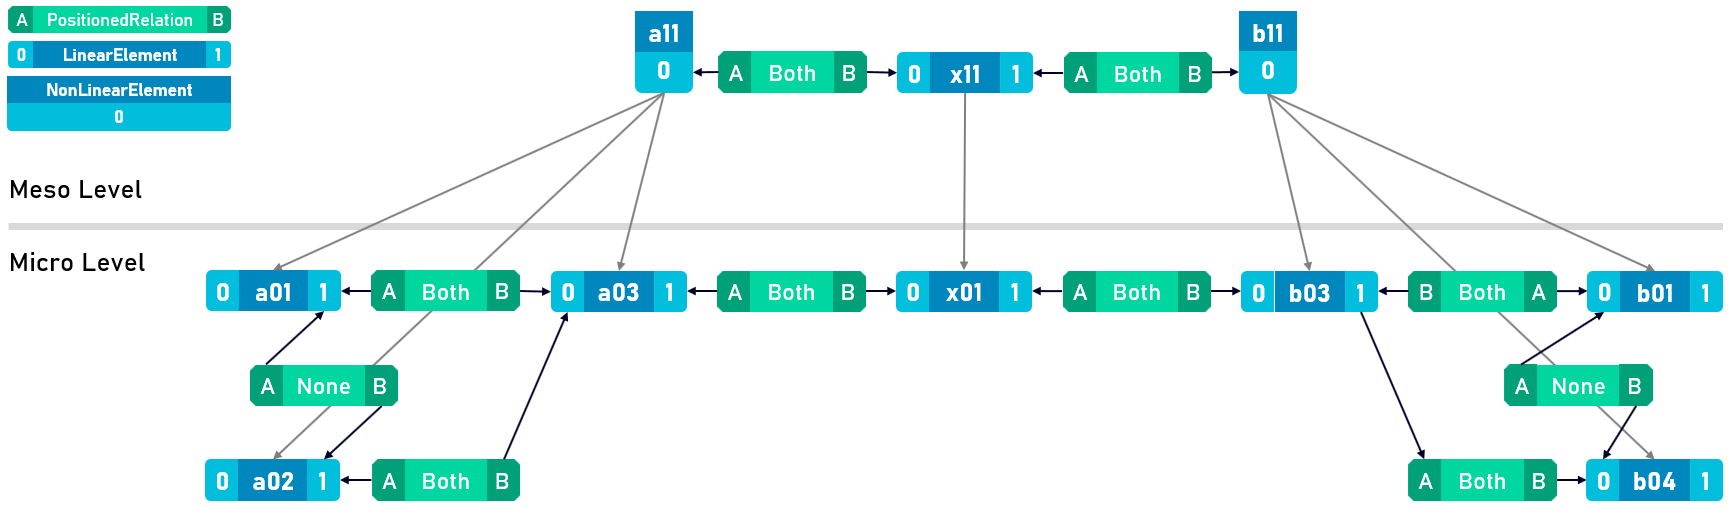 A PositionedRelation B
0 LinearElement 1
NonLinearElement
0
a11
0
A Both B
0 x11 1
A Both B
b11
0
Meso Level
Micro Level
0 a01 1
A Both B
0 a03 1
A Both B
0 x01 1
A Both B
0 b03 1
B Both A
0 b01 1
A None B
A None B
0 a02 1
A Both B
A Both B
0 b04 1